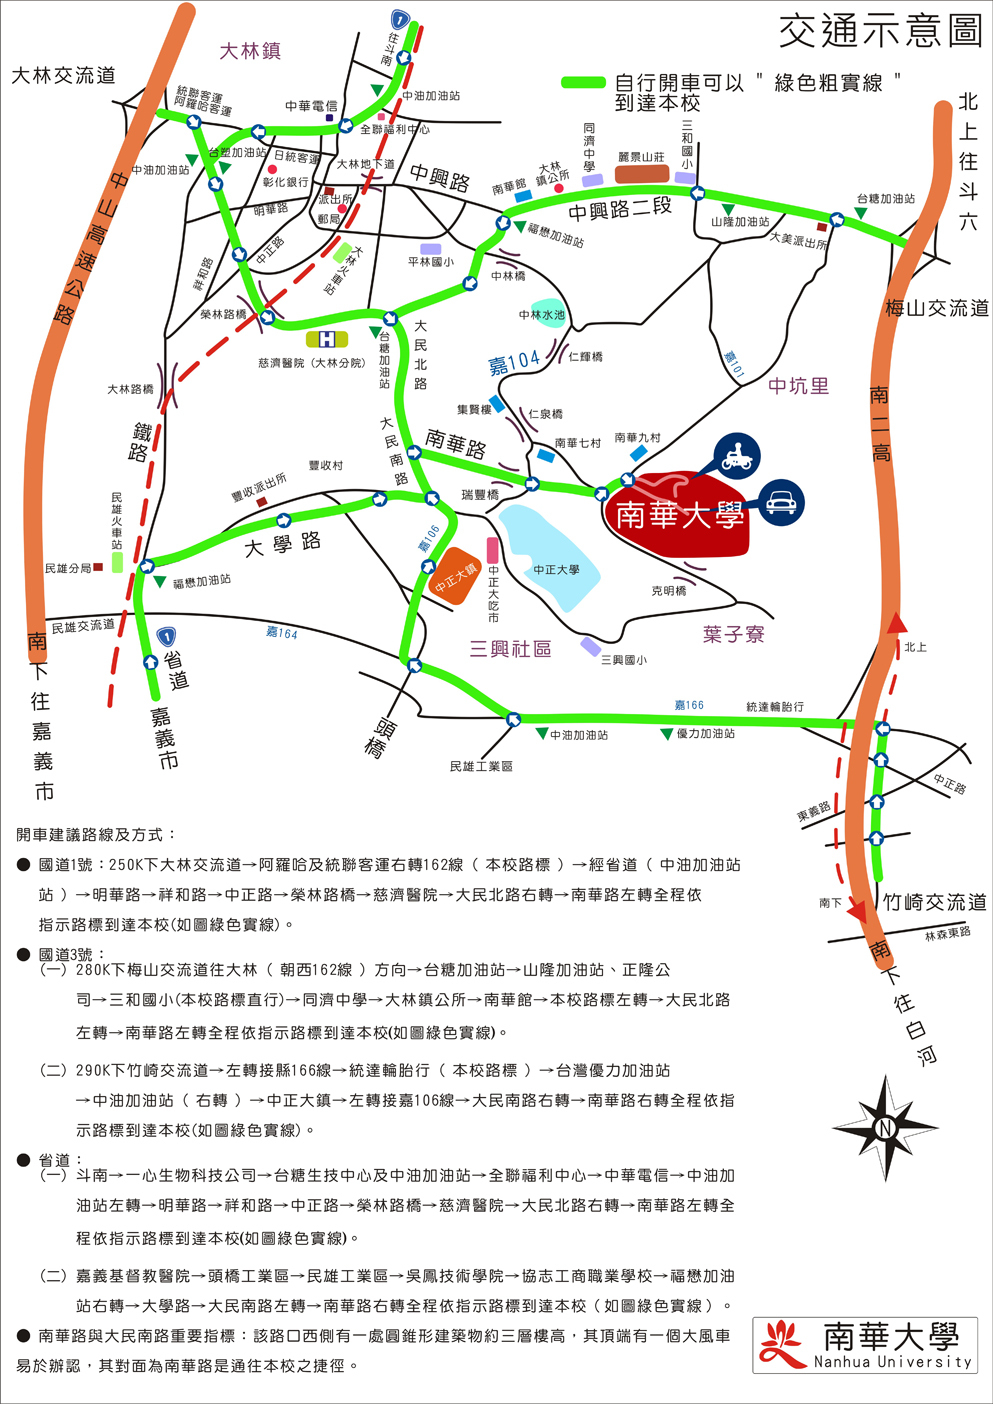 交通示意圖
自行開車可以 " 綠色粗實線 "
到達本校
大林鎮
大林交流道
統聯客運
阿羅哈客運
1
往斗南
中油加油站
中華電信
全聯福利中心
台塑加油站
日統客運
中油加油站
彰化銀行
大林地下道
中興路
明華路
派出所
郵局
中正路
祥和路
大林火車站
平林國小
榮林路橋
慈濟醫院 (大林分院)
H
台糖加油站
大民北路
中山高速公路
南華館
大林
鎮公所
同濟中學
麗景山莊
三和國小
中興路二段
福懋加油站
中林橋
山隆加油站
大美派出所
台糖加油站
北上往斗六
梅山交流道
中林水池
嘉104
仁輝橋
嘉101
中坑里
南二高
大林路橋
鐵路
集賢樓
仁泉橋
大民南路
南華路
南華七村
南華九村
豐收村
豐收派出所
瑞豐橋
南華大學
民雄火車站
大學路
嘉106
民雄分局
福懋加油站
中正大鎮
中正大吃市
中正大學
克明橋
民雄交流道
1
省道
嘉164
三興社區
三興國小
葉子寮
南下往嘉義市
嘉義市
頭橋
嘉166
統達輪胎行
中油加油站
優力加油站
民雄工業區
北上
中正路
東義路
南下
竹崎交流道
林森東路
南下往白河
N
開車建議路線及方式：
● 國道1號：250K下大林交流道→阿羅哈及統聯客運右轉162線（ 本校路標 ）→經省道（ 中油加油站
站 ）→明華路→祥和路→中正路→榮林路橋→慈濟醫院→大民北路右轉→南華路左轉全程依
指示路標到達本校(如圖綠色實線)。
● 國道3號：
（一）280K下梅山交流道往大林（ 朝西162線 ）方向→台糖加油站→山隆加油站、正隆公
司→三和國小(本校路標直行)→同濟中學→大林鎮公所→南華館→本校路標左轉→大民北路
左轉→南華路左轉全程依指示路標到達本校(如圖綠色實線)。
（二）290K下竹崎交流道→左轉接縣166線→統達輪胎行（ 本校路標 ）→台灣優力加油站
→中油加油站（ 右轉 ）→中正大鎮→左轉接嘉106線→大民南路右轉→南華路右轉全程依指
示路標到達本校(如圖綠色實線)。
● 省道：
（一）斗南→一心生物科技公司→台糖生技中心及中油加油站→全聯福利中心→中華電信→中油加
油站左轉→明華路→祥和路→中正路→榮林路橋→慈濟醫院→大民北路右轉→南華路左轉全
程依指示路標到達本校(如圖綠色實線)。
（二）嘉義基督教醫院→頭橋工業區→民雄工業區→吳鳳技術學院→協志工商職業學校→福懋加油
站右轉→大學路→大民南路左轉→南華路右轉全程依指示路標到達本校（如圖綠色實線）。
● 南華路與大民南路重要指標：該路口西側有一處圓錐形建築物約三層樓高，其頂端有一個大風車
易於辦認，其對面為南華路是通往本校之捷徑。
南華大學
Nanhua University